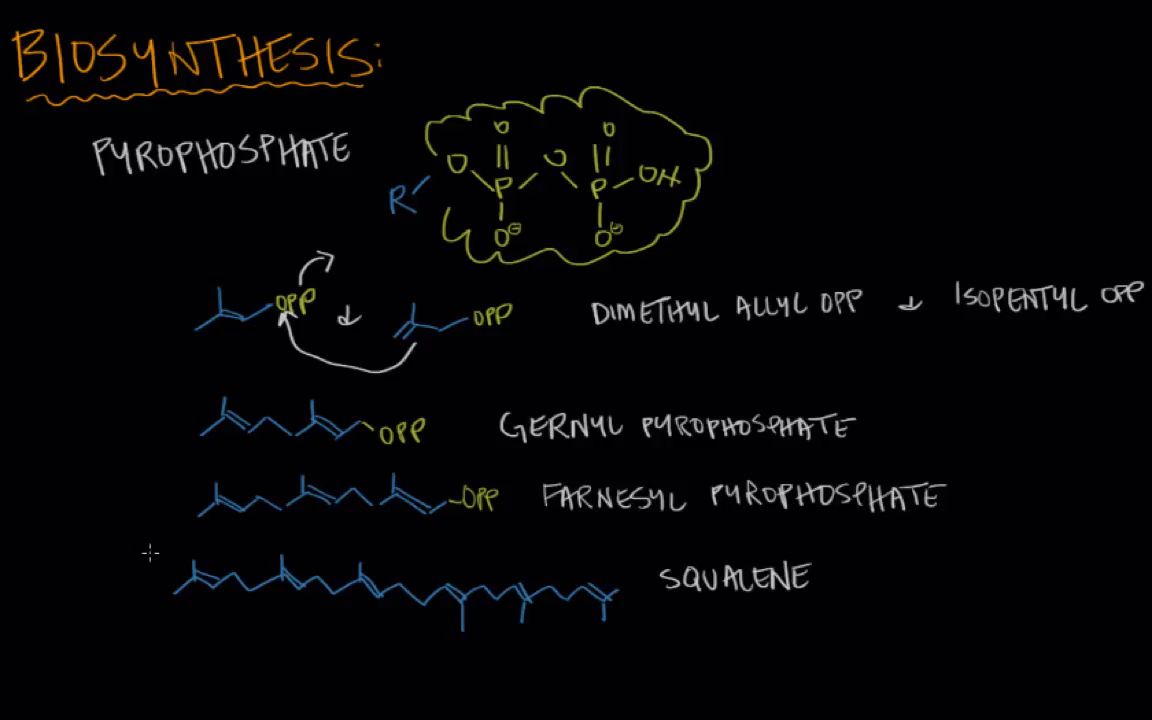 BIOSYNTHESIS:
PYROPHOSPHATE
O O
R O P O P OH
O⊖ O⊖
OPP & OPP DIMETHYL ALLYL OPP & ISOPENTYL OPP
OPP GERNYL PYROPHOSPHATE
OPP FARNESYL PYROPHOSPHATE
SQUALENE